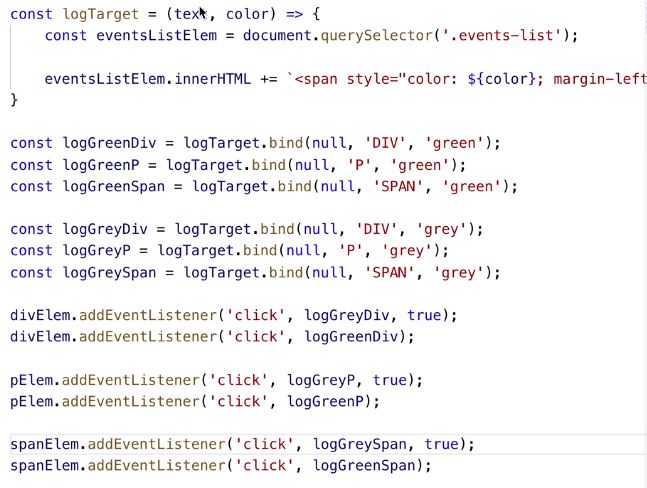 const logTarget = (text, color) => {
    const eventsListElem = document.querySelector('.events-list');
    eventsListElem.innerHTML += `<span style="color: ${color}; margin-left
}
const logGreenDiv = logTarget.bind(null, 'DIV', 'green');
const logGreenP = logTarget.bind(null, 'P', 'green');
const logGreenSpan = logTarget.bind(null, 'SPAN', 'green');
const logGreyDiv = logTarget.bind(null, 'DIV', 'grey');
const logGreyP = logTarget.bind(null, 'P', 'grey');
const logGreySpan = logTarget.bind(null, 'SPAN', 'grey');
divElem.addEventListener('click', logGreyDiv, true);
divElem.addEventListener('click', logGreenDiv);
pElem.addEventListener('click', logGreyP, true);
pElem.addEventListener('click', logGreenP);
spanElem.addEventListener('click', logGreySpan, true);
spanElem.addEventListener('click', logGreenSpan);